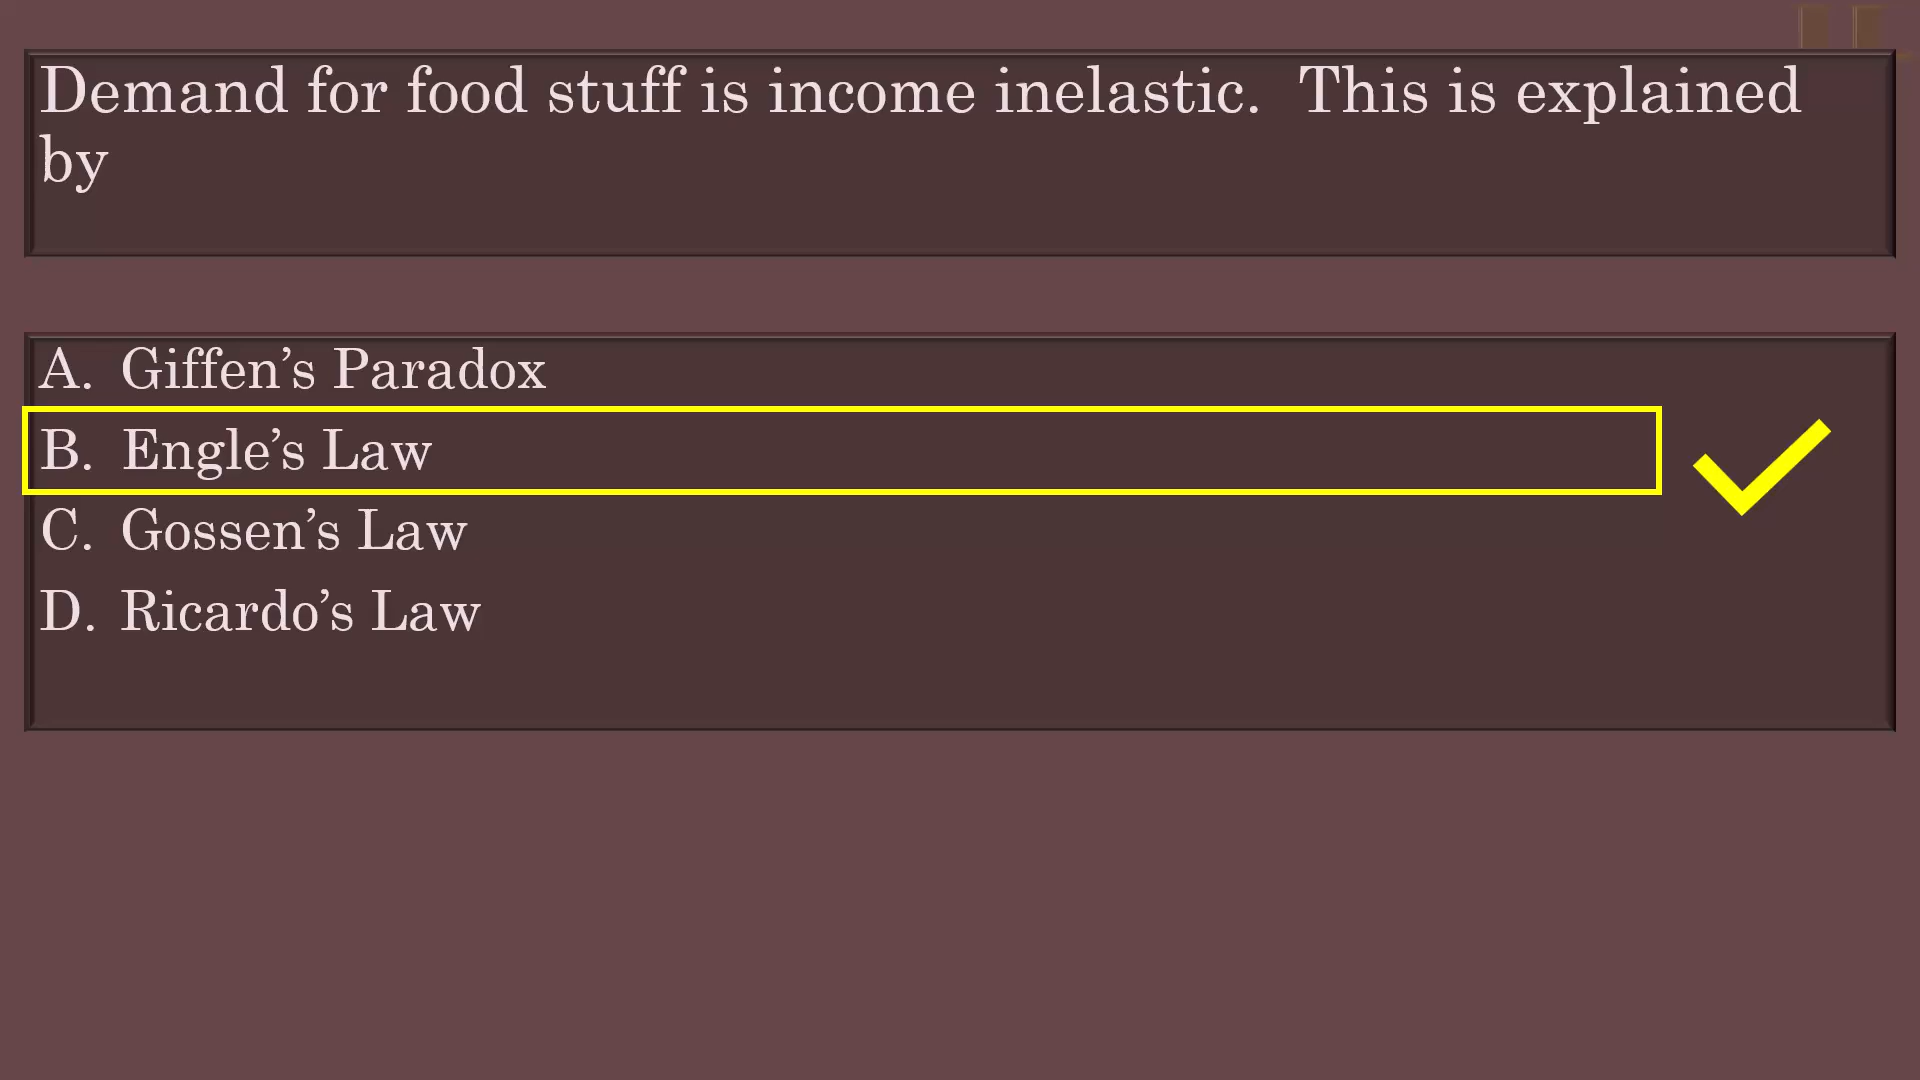 Demand for food stuff is income inelastic.  This is explained
by
A. Giffen’s Paradox
B. Engle’s Law
C. Gossen’s Law
D. Ricardo’s Law